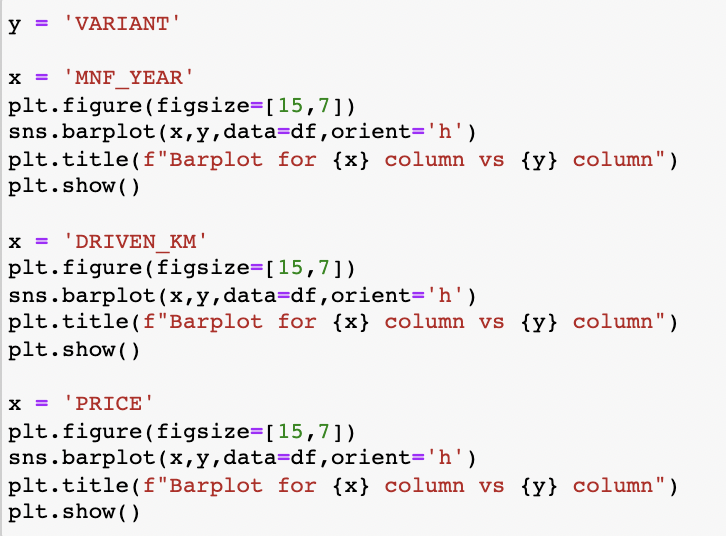 y = 'VARIANT'
x = 'MNF_YEAR'
plt.figure(figsize=[15,7])
sns.barplot(x,y,data=df,orient='h')
plt.title(f"Barplot for {x} column vs {y} column")
plt.show()
x = 'DRIVEN_KM'
plt.figure(figsize=[15,7])
sns.barplot(x,y,data=df,orient='h')
plt.title(f"Barplot for {x} column vs {y} column")
plt.show()
x = 'PRICE'
plt.figure(figsize=[15,7])
sns.barplot(x,y,data=df,orient='h')
plt.title(f"Barplot for {x} column vs {y} column")
plt.show()